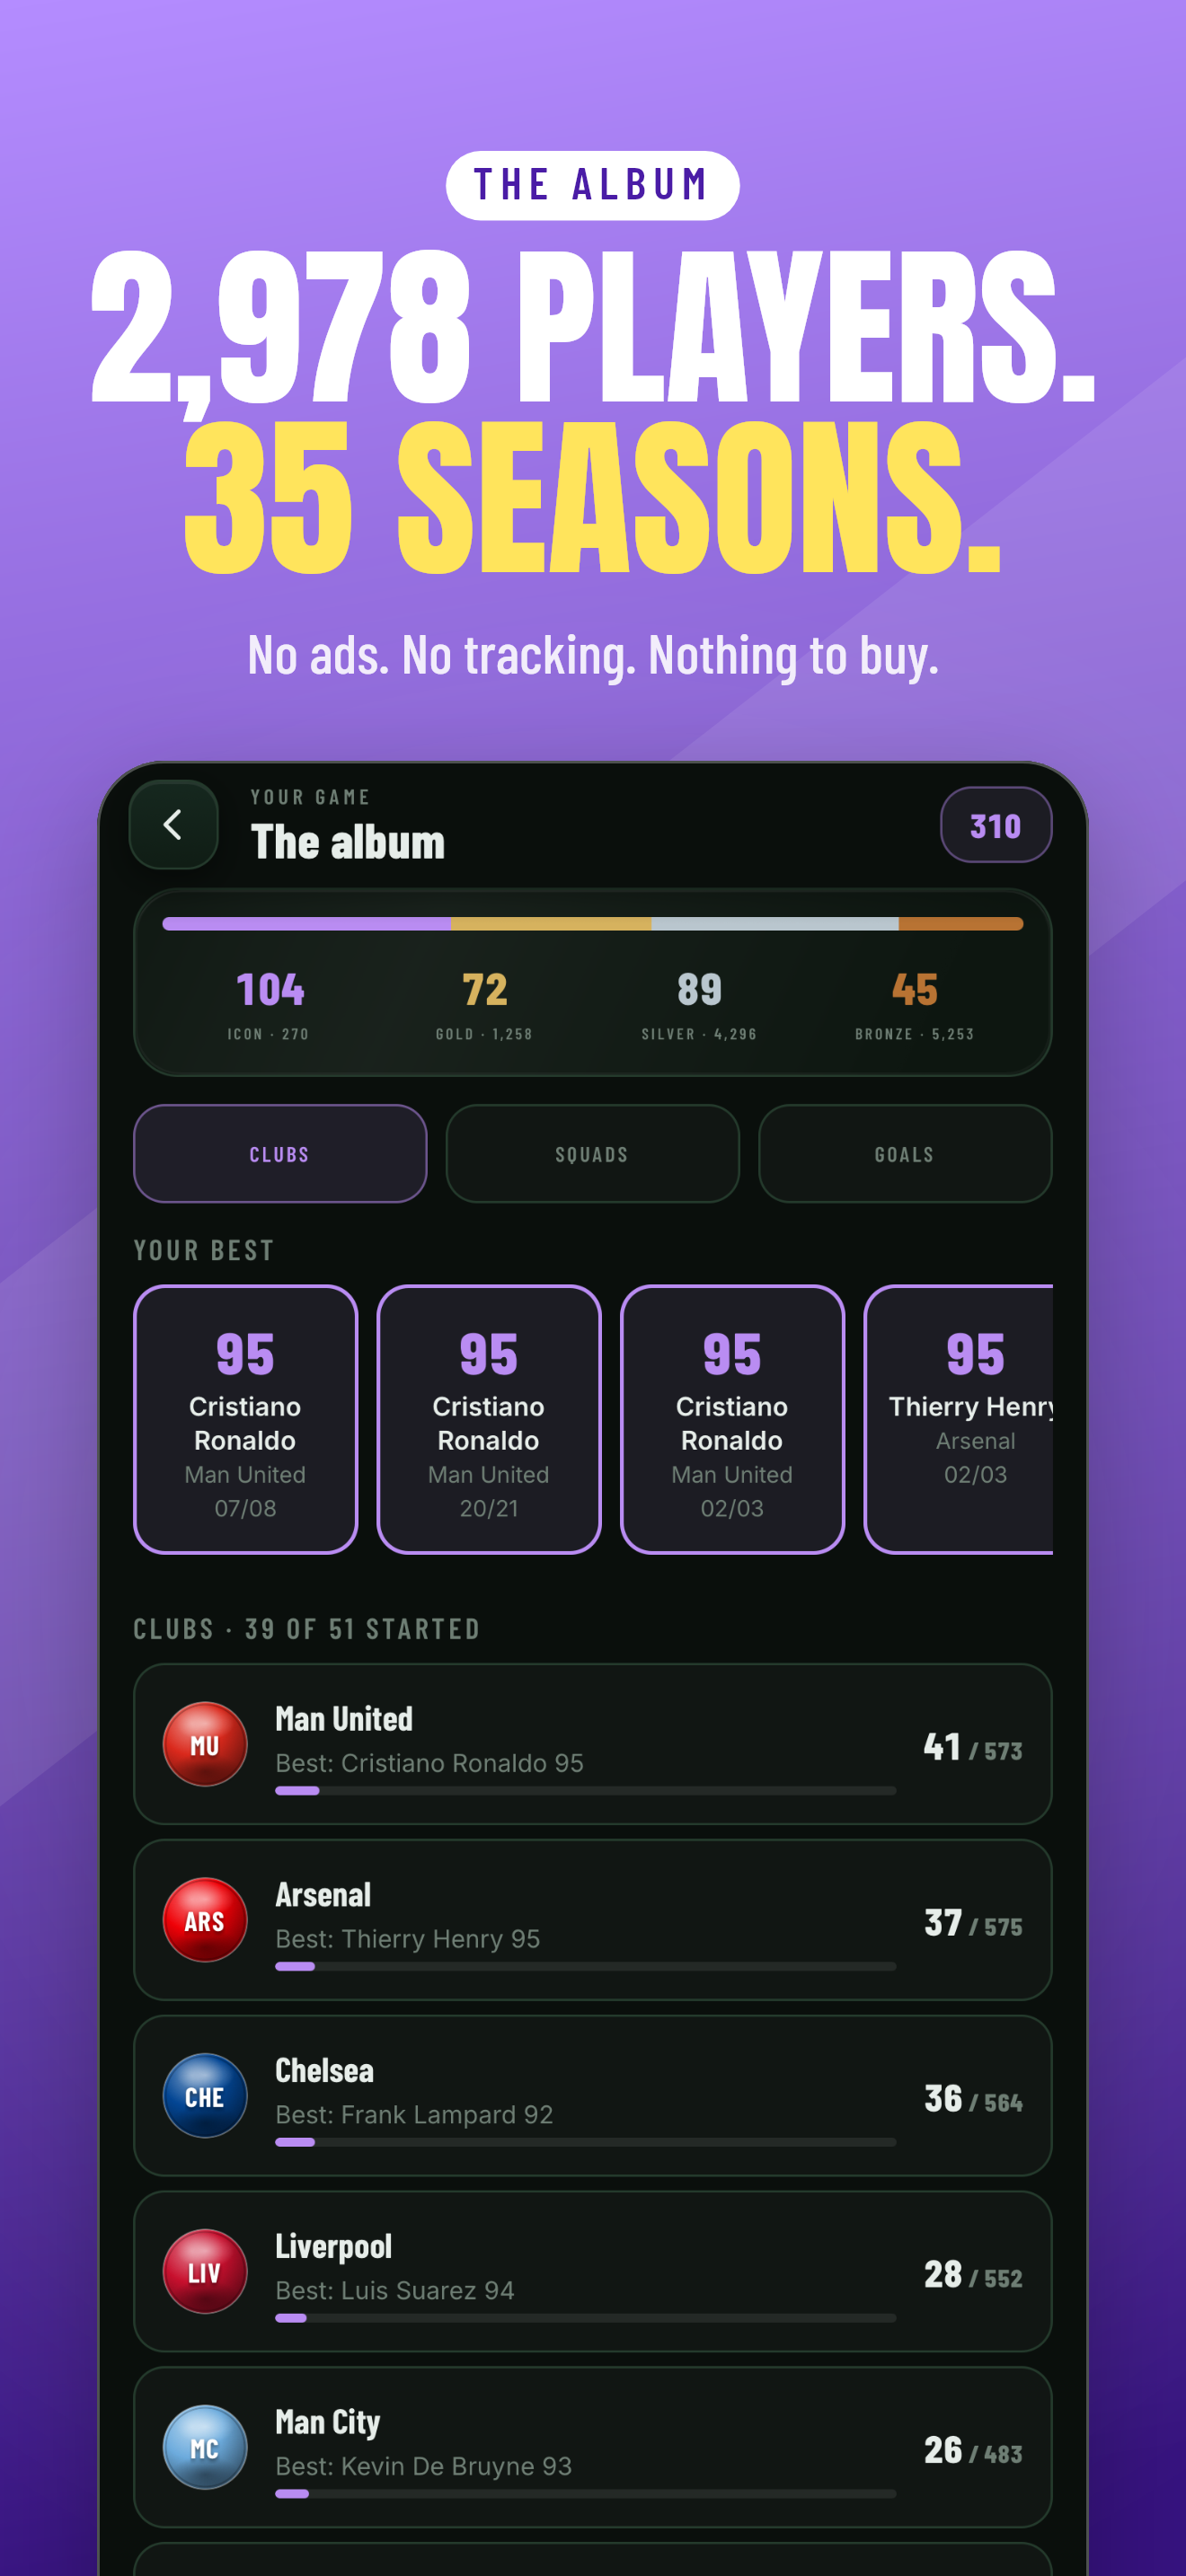 THE ALBUM
2,978 PLAYERS.
35 SEASONS.
No ads. No tracking. Nothing to buy.
YOUR GAME
The album
310
104
ICON · 270
72
GOLD · 1,258
89
SILVER · 4,296
45
BRONZE · 5,253
CLUBS
SQUADS
GOALS
YOUR BEST
95
Cristiano
Ronaldo
Man United
07/08
95
Cristiano
Ronaldo
Man United
20/21
95
Cristiano
Ronaldo
Man United
02/03
95
Thierry Henry
Arsenal
02/03
CLUBS · 39 OF 51 STARTED
MU
Man United
Best: Cristiano Ronaldo 95
41 / 573
ARS
Arsenal
Best: Thierry Henry 95
37 / 575
CHE
Chelsea
Best: Frank Lampard 92
36 / 564
LIV
Liverpool
Best: Luis Suarez 94
28 / 552
MC
Man City
Best: Kevin De Bruyne 93
26 / 483